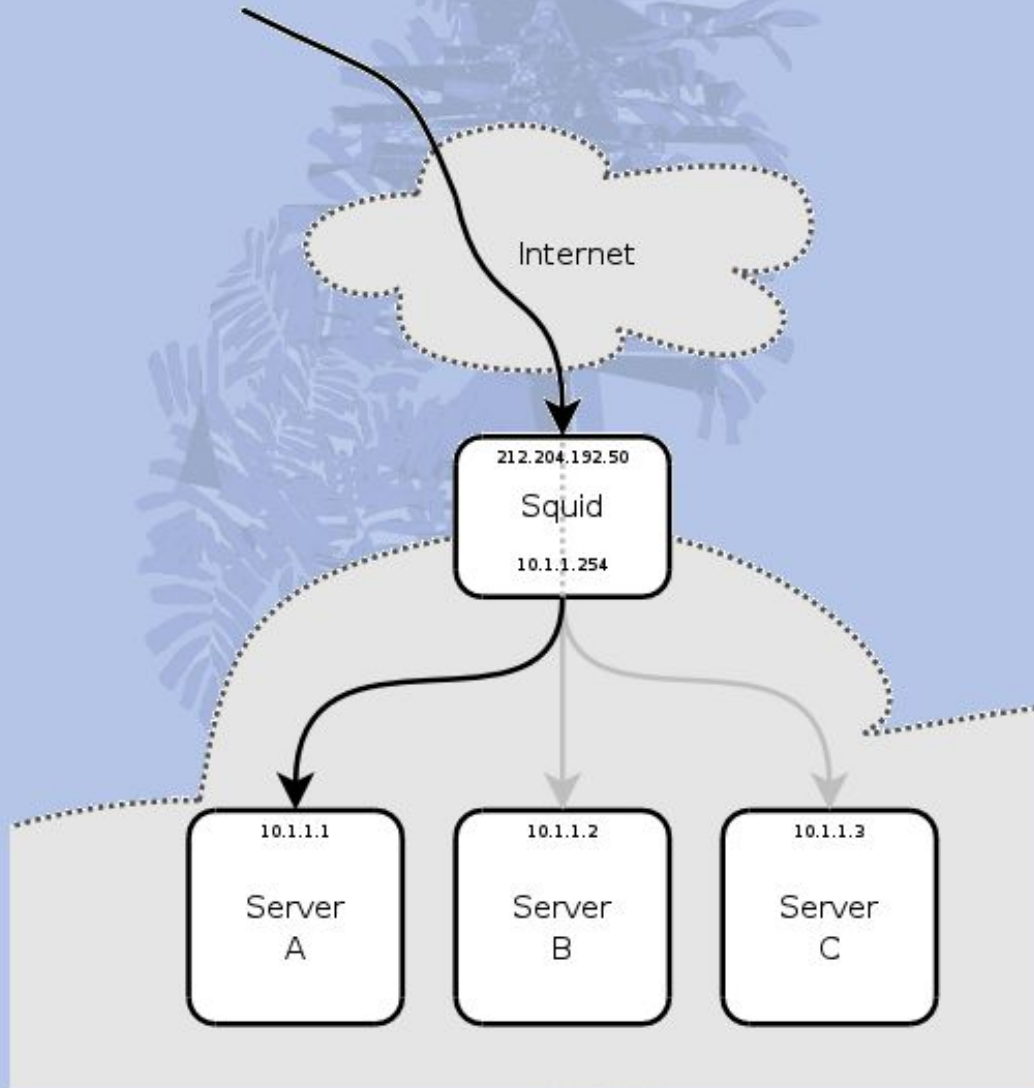 Internet
212.204.192.50
Squid
10.1.1.254
10.1.1.1
Server
A
10.1.1.2
Server
B
10.1.1.3
Server
C